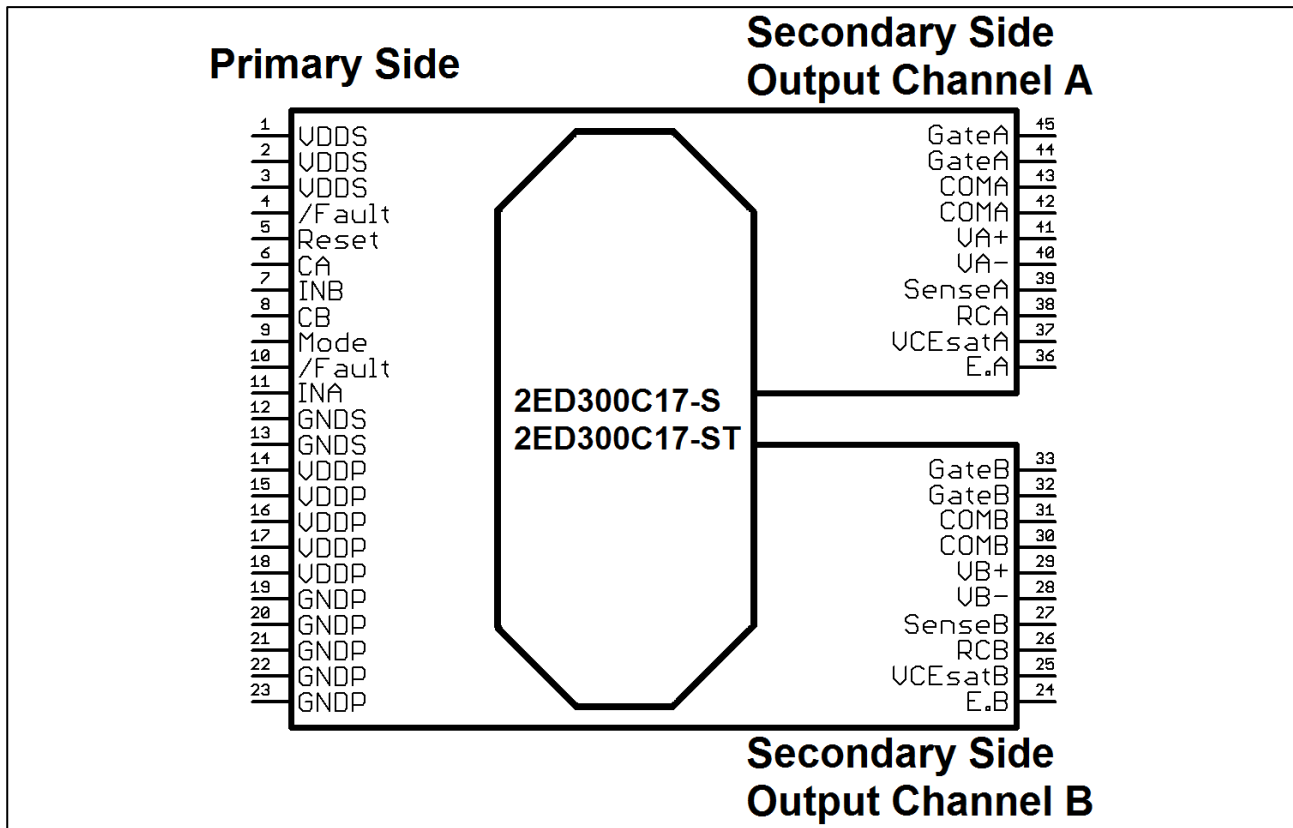 Primary Side
Secondary Side
Output Channel A
1 VDDS
2 VDDS
3 VDDS
4 /Fault
5 Reset
6 CA
7 INB
8 CB
9 Mode
10 /Fault
11 INA
12 GNDS
13 GNDS
14 VDDP
15 VDDP
16 VDDP
17 VDDP
18 VDDP
19 GNDP
20 GNDP
21 GNDP
22 GNDP
23 GNDP
2ED300C17-S
2ED300C17-ST
GateA 45
GateA 44
COMA 43
COMA 42
VA+ 41
VA- 40
SenseA 39
RCA 38
VCEsatA 37
E.A 36
GateB 33
GateB 32
COMB 31
COMB 30
VB+ 29
VB- 28
SenseB 27
RCB 26
VCEsatB 25
E.B 24
Secondary Side
Output Channel B